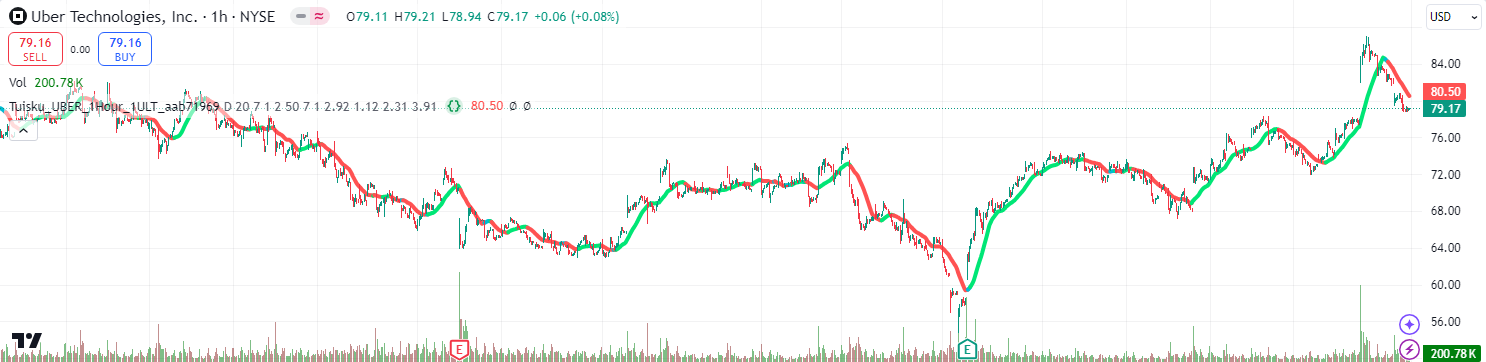 Uber Technologies, Inc. · 1h · NYSE O79.11 H79.21 L78.94 C79.17 +0.06 (+0.08%)
USD
79.16 0.00 79.16
SELL BUY
Vol 200.78K
Tuisku_UBER_1Hour_1ULT_aab71969 D 20 7 1 2 50 7 1 2.92 1.12 2.31 3.91 {} 80.50 Ø Ø
84.00
80.50
79.17
76.00
72.00
68.00
64.00
60.00
56.00
E E
200.78K